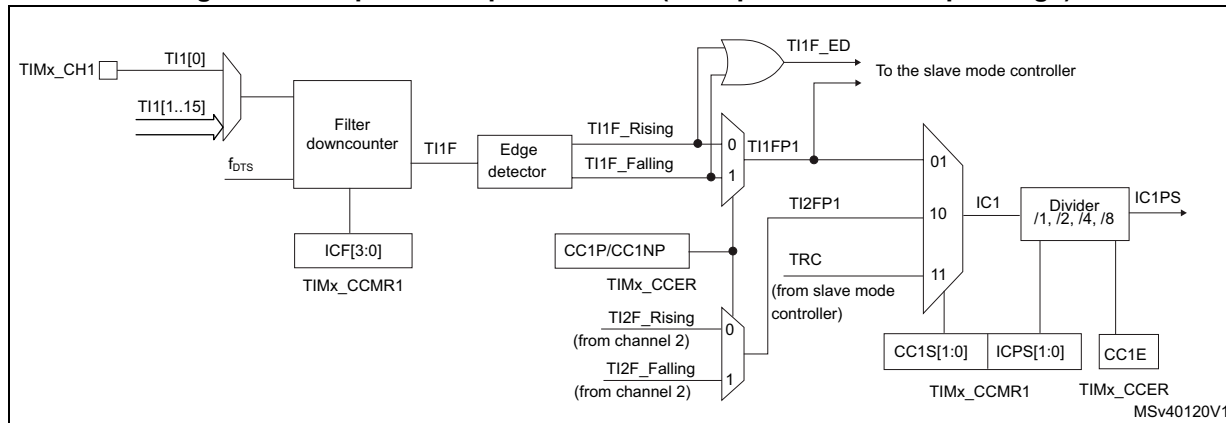 TI1F_ED
To the slave mode controller
TIMx_CH1
TI1[0]
TI1[1..15]
fDTS
Filter
downcounter
ICF[3:0]
TIMx_CCMR1
TI1F
Edge
detector
TI1F_Rising
TI1F_Falling
0
1
TI1FP1
CC1P/CC1NP
TIMx_CCER
TI2F_Rising
(from channel 2)
TI2F_Falling
(from channel 2)
0
1
TI2FP1
TRC
(from slave mode
controller)
01
10
11
IC1
Divider
/1, /2, /4, /8
IC1PS
CC1S[1:0]
ICPS[1:0]
TIMx_CCMR1
CC1E
TIMx_CCER
MSv40120V1